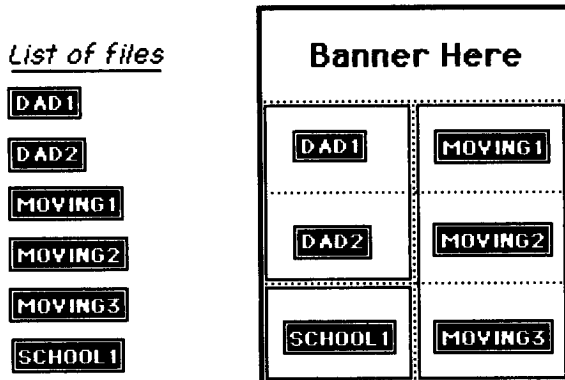 List of files
DAD1
DAD2
MOVING1
MOVING2
MOVING3
SCHOOL1
Banner Here
DAD1
MOVING1
DAD2
MOVING2
SCHOOL1
MOVING3